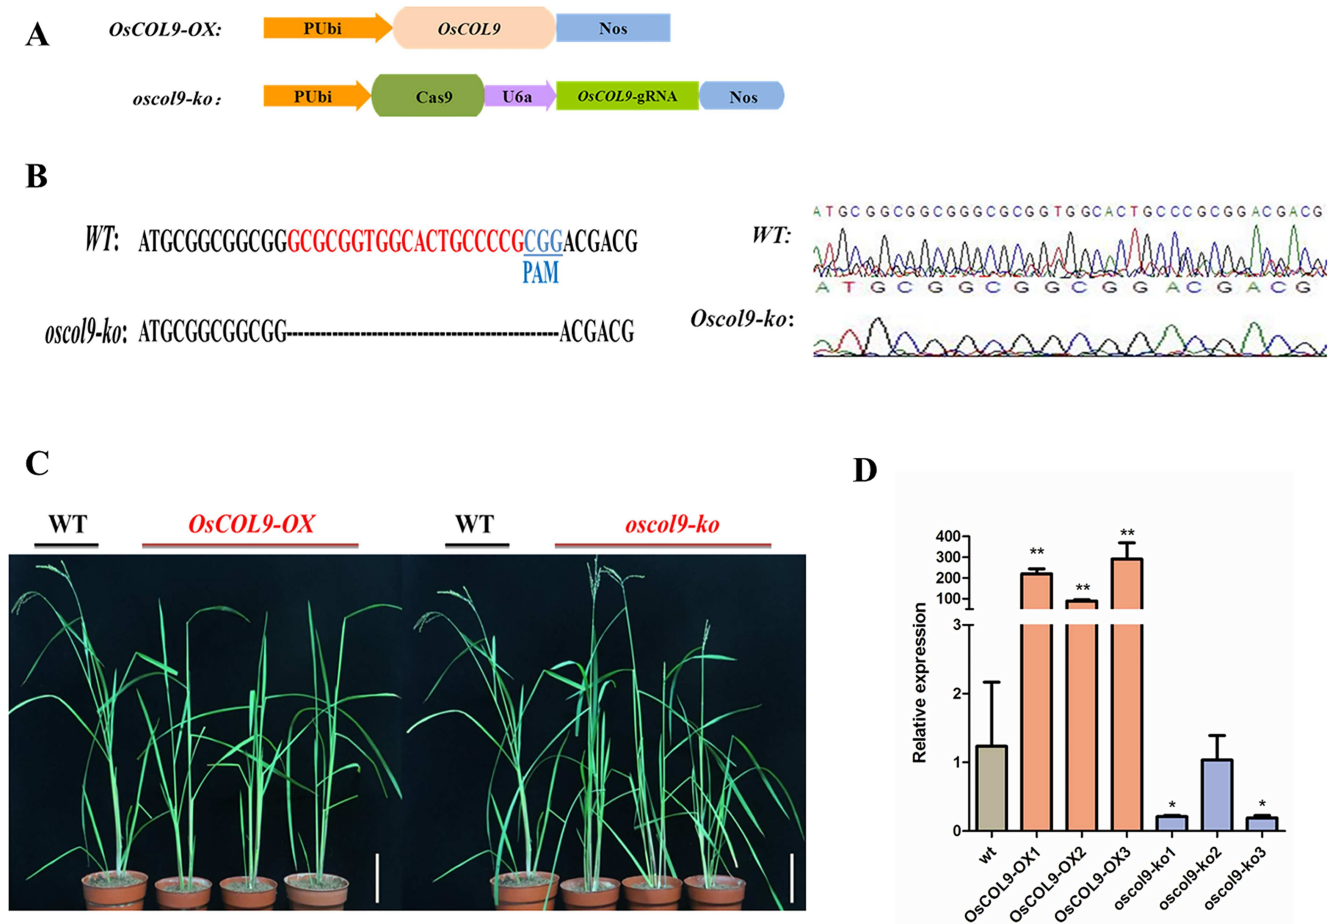 A
OsCOL9-OX: PUbi OsCOL9 Nos
oscol9-ko: PUbi Cas9 U6a OsCOL9-gRNA Nos
B
WT: ATGCGGCGGCGGGCGCGGTGGCACTGCCCCGCGGACGACG
PAM
oscol9-ko: ATGCGGCGGCGG------------------------------------------ACGACG
WT: ATGCGGCGGCGGGCGCGGTGGCACTGCCCGCGGACGACG
Oscol9-ko: ATGCGGCGGCGGACGACG
C
WT OsCOL9-OX WT oscol9-ko
D
Relative expression
400
300
200
100
3
2
1
0
** ** ** * *
wt OsCOL9-OX1 OsCOL9-OX2 OsCOL9-OX3 oscol9-ko1 oscol9-ko2 oscol9-ko3